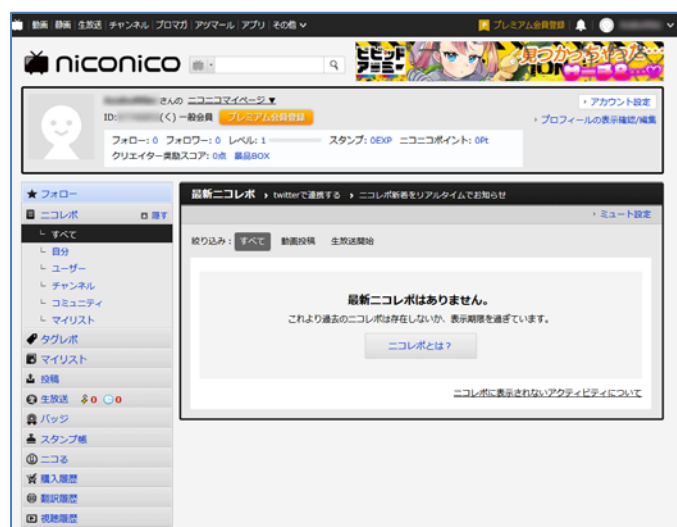 動画 静画 生放送 チャンネル ブロマガ アツマール アプリ その他
プレミアム会員登録
niconico
さんの ニコニコマイページ▼
アカウント設定
ID: (く) 一般会員 プレミアム会員登録
プロフィールの表示確認/編集
フォロー: 0 フォロワー: 0 レベル: 1 スタンプ: 0EXP ニコニコポイント: 0Pt
クリエイター奨励スコア: 0点 景品BOX
★ フォロー
ニコレポ 隠す
└ すべて
└ 自分
└ ユーザー
└ チャンネル
└ コミュニティ
└ マイリスト
タグレポ
マイリスト
投稿
生放送 0 0
バッジ
スタンプ帳
ニコる
購入履歴
翻訳履歴
視聴履歴
最新ニコレポ › twitterで連携する › ニコレポ新着をリアルタイムでお知らせ
› ミュート設定
絞り込み: すべて 動画投稿 生放送開始
最新ニコレポはありません。
これより過去のニコレポは存在しないか、表示期限を過ぎています。
ニコレポとは?
ニコレポに表示されないアクティビティについて